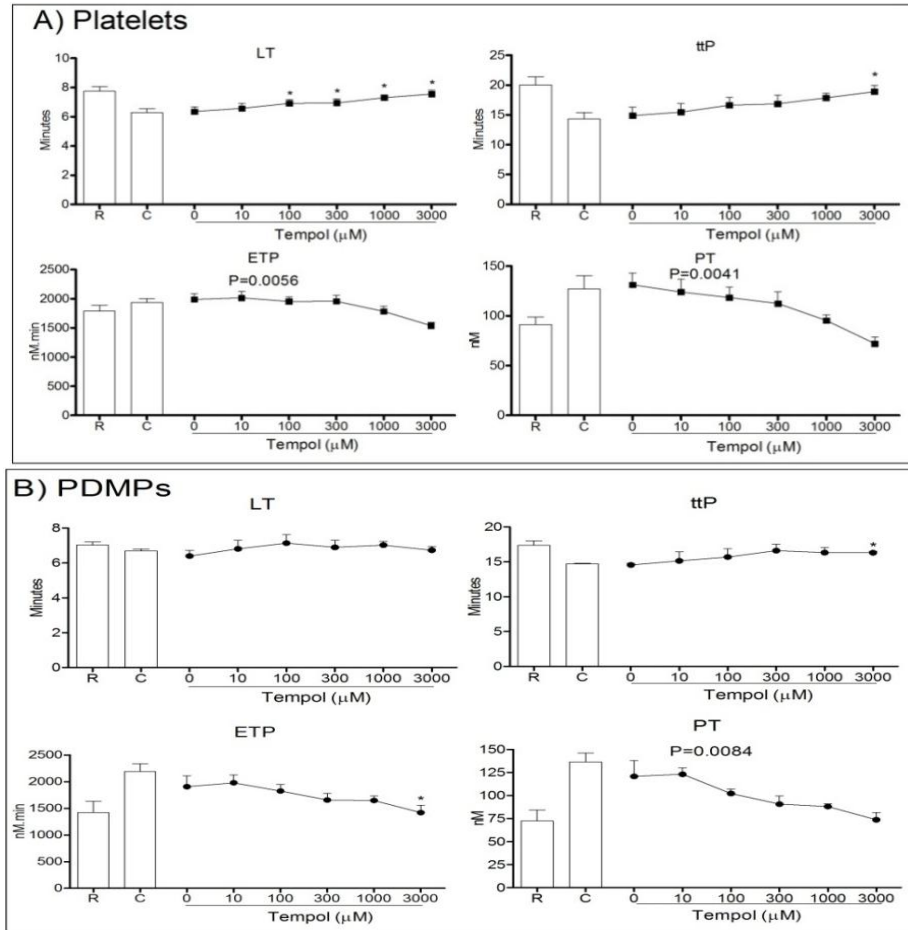 A) Platelets
LT
10
8
6
4
2
0
Minutes
R C 0 10 100 300 1000 3000
Tempol (μM)
* * * *
ttP
25
20
15
10
5
0
Minutes
R C 0 10 100 300 1000 3000
Tempol (μM)
*
ETP
P=0.0056
2500
2000
1500
1000
500
0
nM.min
R C 0 10 100 300 1000 3000
Tempol (μM)
PT
P=0.0041
150
100
50
0
nM
R C 0 10 100 300 1000 3000
Tempol (μM)
B) PDMPs
LT
8
6
4
2
0
Minutes
R C 0 10 100 300 1000 3000
Tempol (μM)
ttP
20
15
10
5
0
Minutes
R C 0 10 100 300 1000 3000
Tempol (μM)
*
ETP
2500
2000
1500
1000
500
0
nM.min
R C 0 10 100 300 1000 3000
Tempol (μM)
*
PT
P=0.0084
150
125
100
75
50
25
0
nM
R C 0 10 100 300 1000 3000
Tempol (μM)